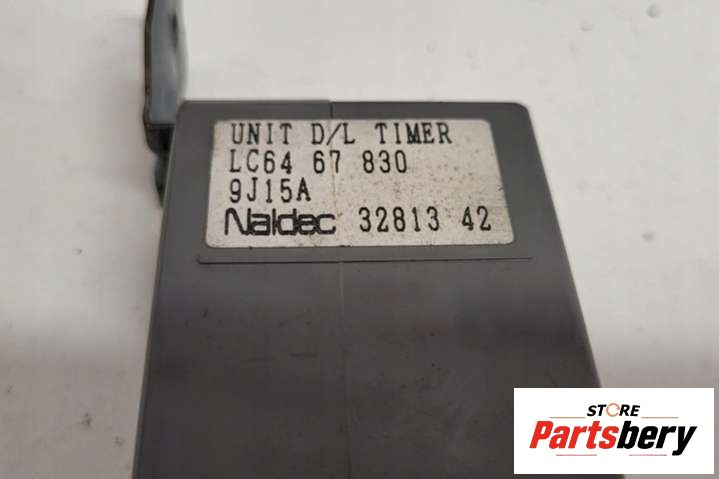 UNIT D/L TIMER
LC64 67 830
9J15A
Naldec 32813 42
STORE
Partsbery